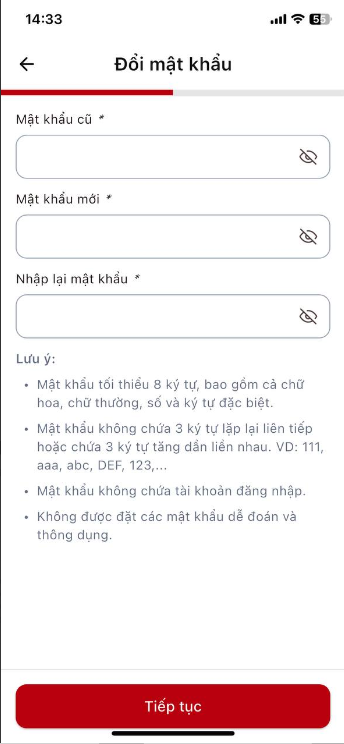 14:33
55
Đổi mật khẩu
Mật khẩu cũ *
Mật khẩu mới *
Nhập lại mật khẩu *
Lưu ý:
• Mật khẩu tối thiểu 8 ký tự, bao gồm cả chữ
hoa, chữ thường, số và ký tự đặc biệt.
• Mật khẩu không chứa 3 ký tự lặp lại liên tiếp
hoặc chứa 3 ký tự tăng dần liền nhau. VD: 111,
aaa, abc, DEF, 123,...
• Mật khẩu không chứa tài khoản đăng nhập.
• Không được đặt các mật khẩu dễ đoán và
thông dụng.
Tiếp tục